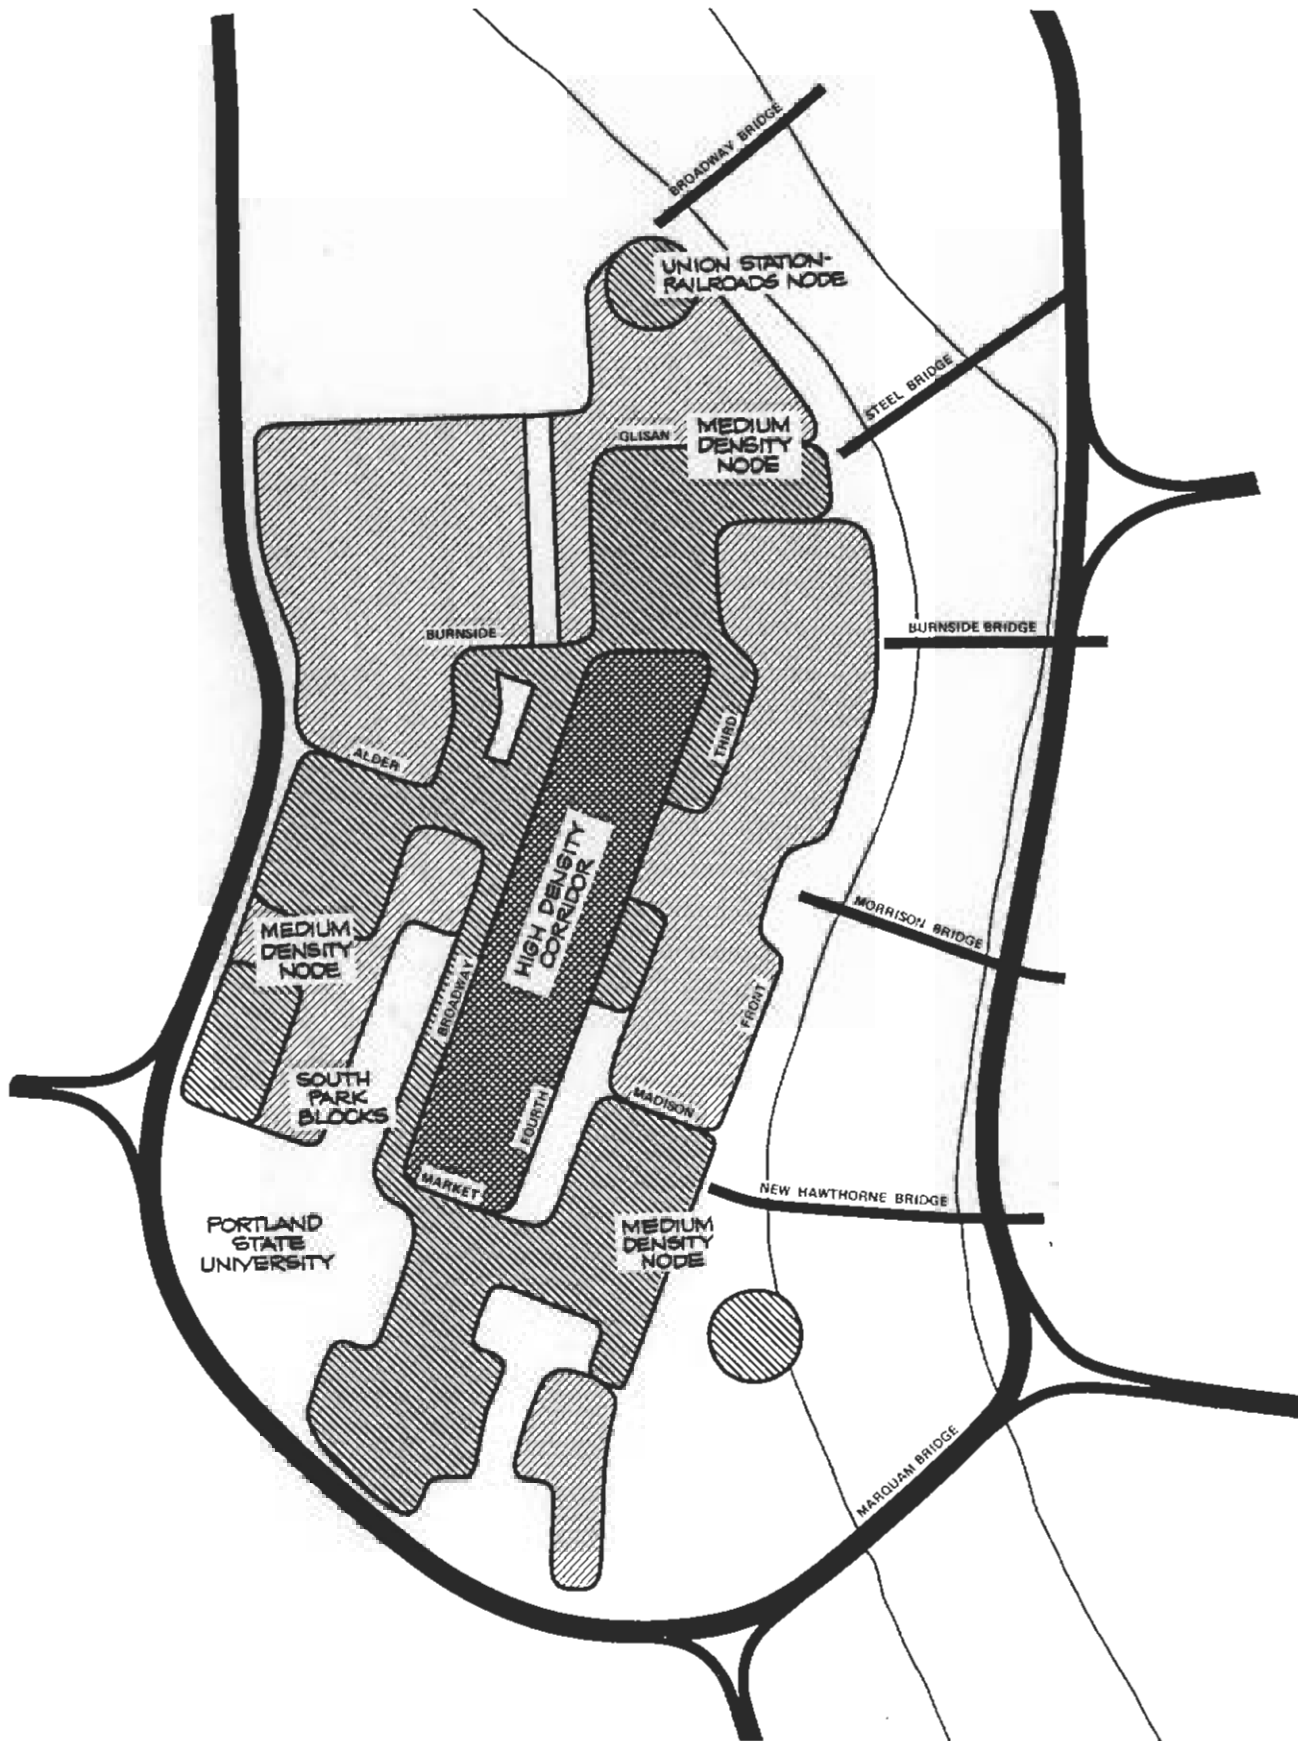 BROADWAY BRIDGE
UNION STATION-
RAILROADS NODE
STEEL BRIDGE
GLISAN
MEDIUM
DENSITY
NODE
BURNSIDE
BURNSIDE BRIDGE
THIRD
ALDER
HIGH DENSITY
CORRIDOR
MORRISON BRIDGE
MEDIUM
DENSITY
NODE
BROADWAY
FRONT
SOUTH
PARK
BLOCKS
FOURTH
MADISON
MARKET
NEW HAWTHORNE BRIDGE
PORTLAND
STATE
UNIVERSITY
MEDIUM
DENSITY
NODE
MARQUAM BRIDGE